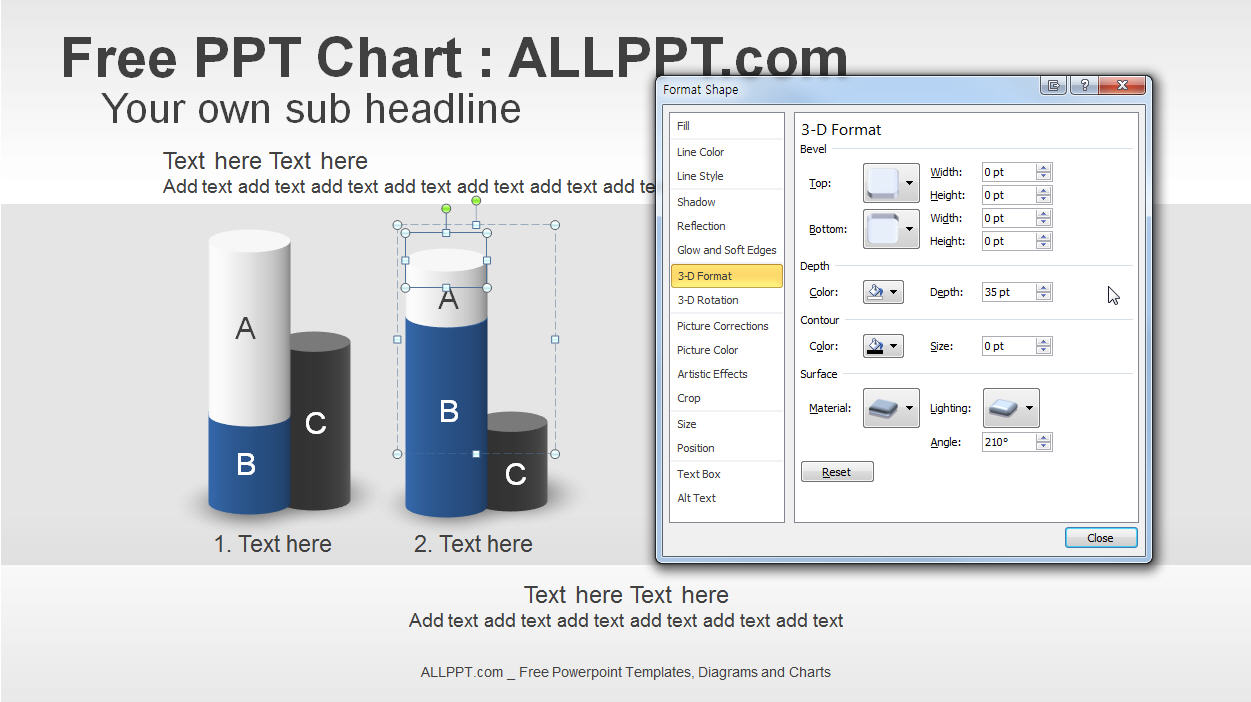 Free PPT Chart : ALLPPT.com
Your own sub headline
Text here Text here
Add text add text add text add text add text add text add te
A
B
C
1. Text here
A
B
C
2. Text here
Format Shape
?
Fill
Line Color
Line Style
Shadow
Reflection
Glow and Soft Edges
3-D Format
3-D Rotation
Picture Corrections
Picture Color
Artistic Effects
Crop
Size
Position
Text Box
Alt Text
3-D Format
Bevel
Top:
Width: 0 pt
Height: 0 pt
Bottom:
Width: 0 pt
Height: 0 pt
Depth
Color:
Depth: 35 pt
Contour
Color:
Size: 0 pt
Surface
Material:
Lighting:
Angle: 210°
Reset
Close
Text here Text here
Add text add text add text add text add text add text
ALLPPT.com _ Free Powerpoint Templates, Diagrams and Charts